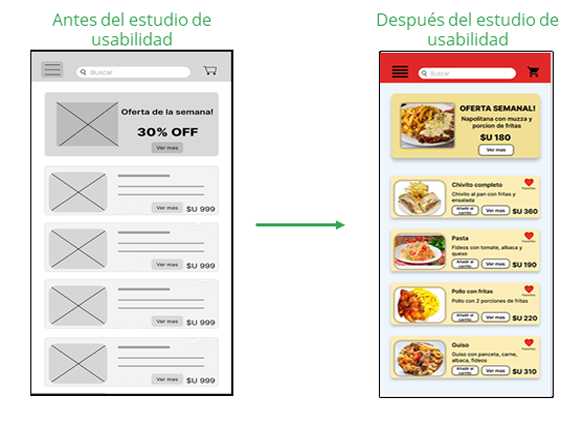 Antes del estudio de
usabilidad
Buscar
Oferta de la semana!
30% OFF
Ver mas
Ver mas
$U 999
Ver mas
$U 999
Ver mas
$U 999
Ver mas
$U 999
Después del estudio de
usabilidad
Buscar
OFERTA SEMANAL!
Napolitana con muzza y
porcion de fritas
$U 180
Ver mas
Chivito completo
Chivito al pan con fritas y
ensalada
Favoritos
Añadir al
carrito
Ver mas
$U 360
Pasta
Fideos con tomate, albaca y
queso
Favoritos
Añadir al
carrito
Ver mas
$U 190
Pollo con fritas
Pollo con 2 porciones de fritas
Favoritos
Añadir al
carrito
Ver mas
$U 220
Guiso
Guiso con panceta, carne,
albaca, fideos
Favoritos
Añadir al
carrito
Ver mas
$U 310